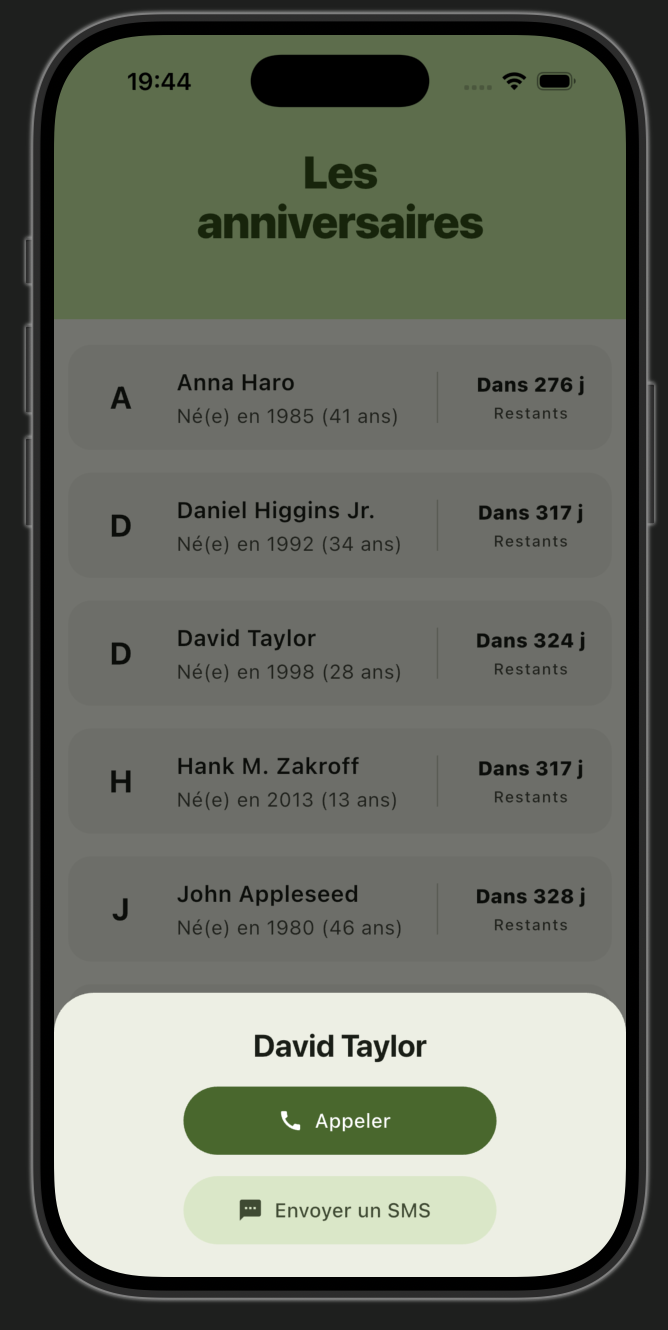 19:44
Les
anniversaires
A
Anna Haro
Né(e) en 1985 (41 ans)
Dans 276 j
Restants
D
Daniel Higgins Jr.
Né(e) en 1992 (34 ans)
Dans 317 j
Restants
D
David Taylor
Né(e) en 1998 (28 ans)
Dans 324 j
Restants
H
Hank M. Zakroff
Né(e) en 2013 (13 ans)
Dans 317 j
Restants
J
John Appleseed
Né(e) en 1980 (46 ans)
Dans 328 j
Restants
David Taylor
Appeler
Envoyer un SMS